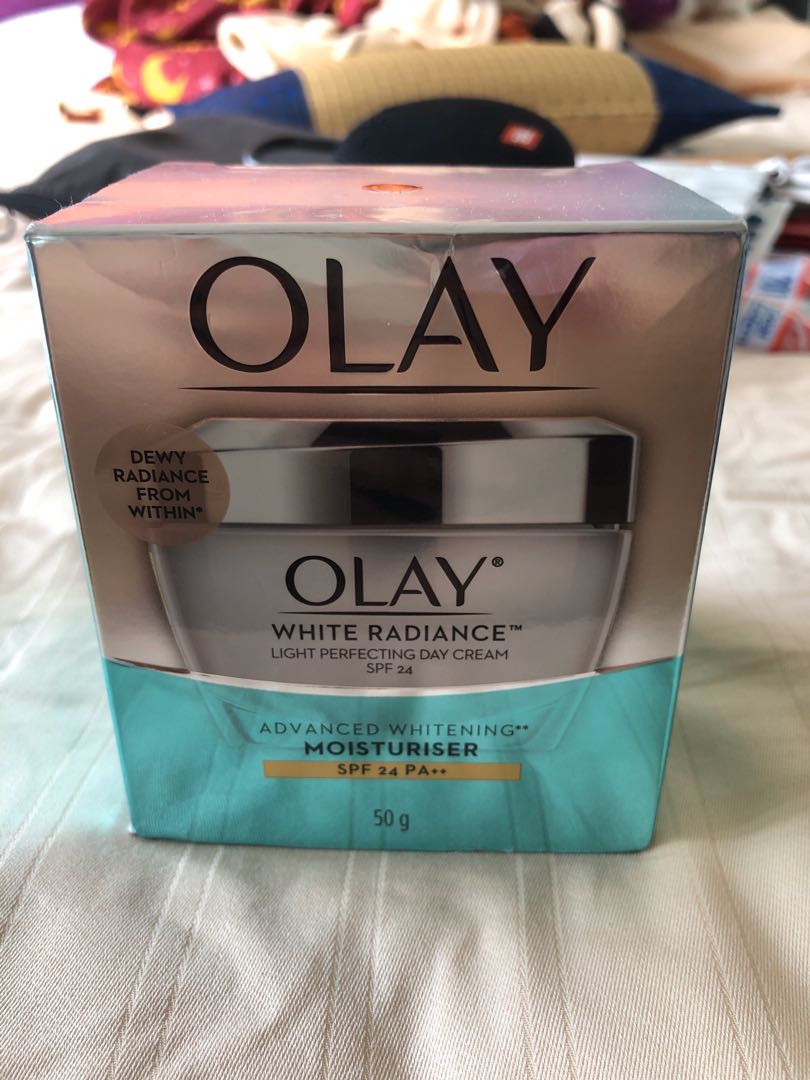 OLAY
DEWY
RADIANCE
FROM
WITHIN*
OLAY®
WHITE RADIANCE™
LIGHT PERFECTING DAY CREAM
SPF 24
ADVANCED WHITENING**
MOISTURISER
SPF 24 PA++
50 g